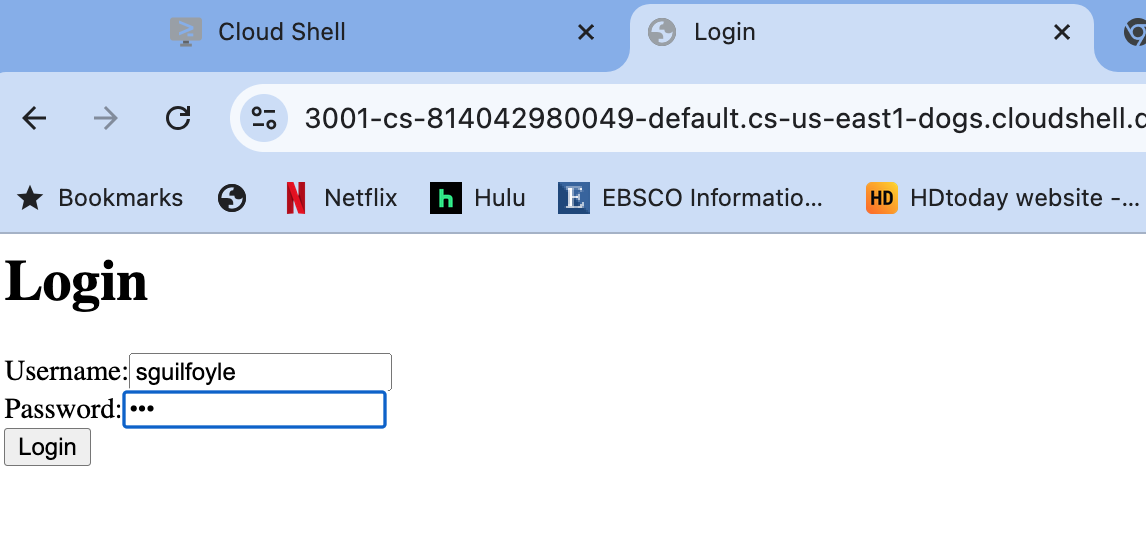 Cloud Shell
Login
3001-cs-814042980049-default.cs-us-east1-dogs.cloudshell.d
Bookmarks
Netflix
h Hulu
E EBSCO Informatio...
HD HDtoday website -...
Login
Username: sguilfoyle
Password: •••
Login